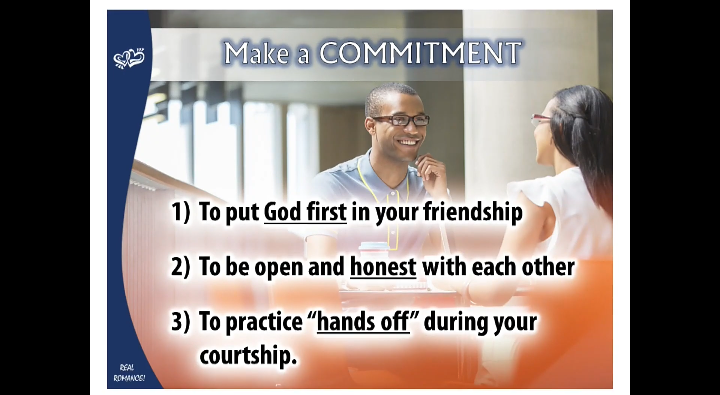 Make a COMMITMENT
1) To put God first in your friendship
2) To be open and honest with each other
3) To practice “hands off” during your
courtship.
REAL
ROMANCE!